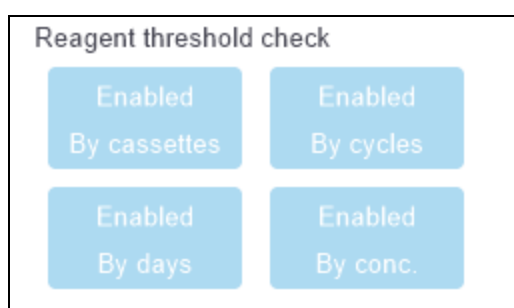 Reagent threshold check
Enabled
By cassettes
Enabled
By cycles
Enabled
By days
Enabled
By conc.